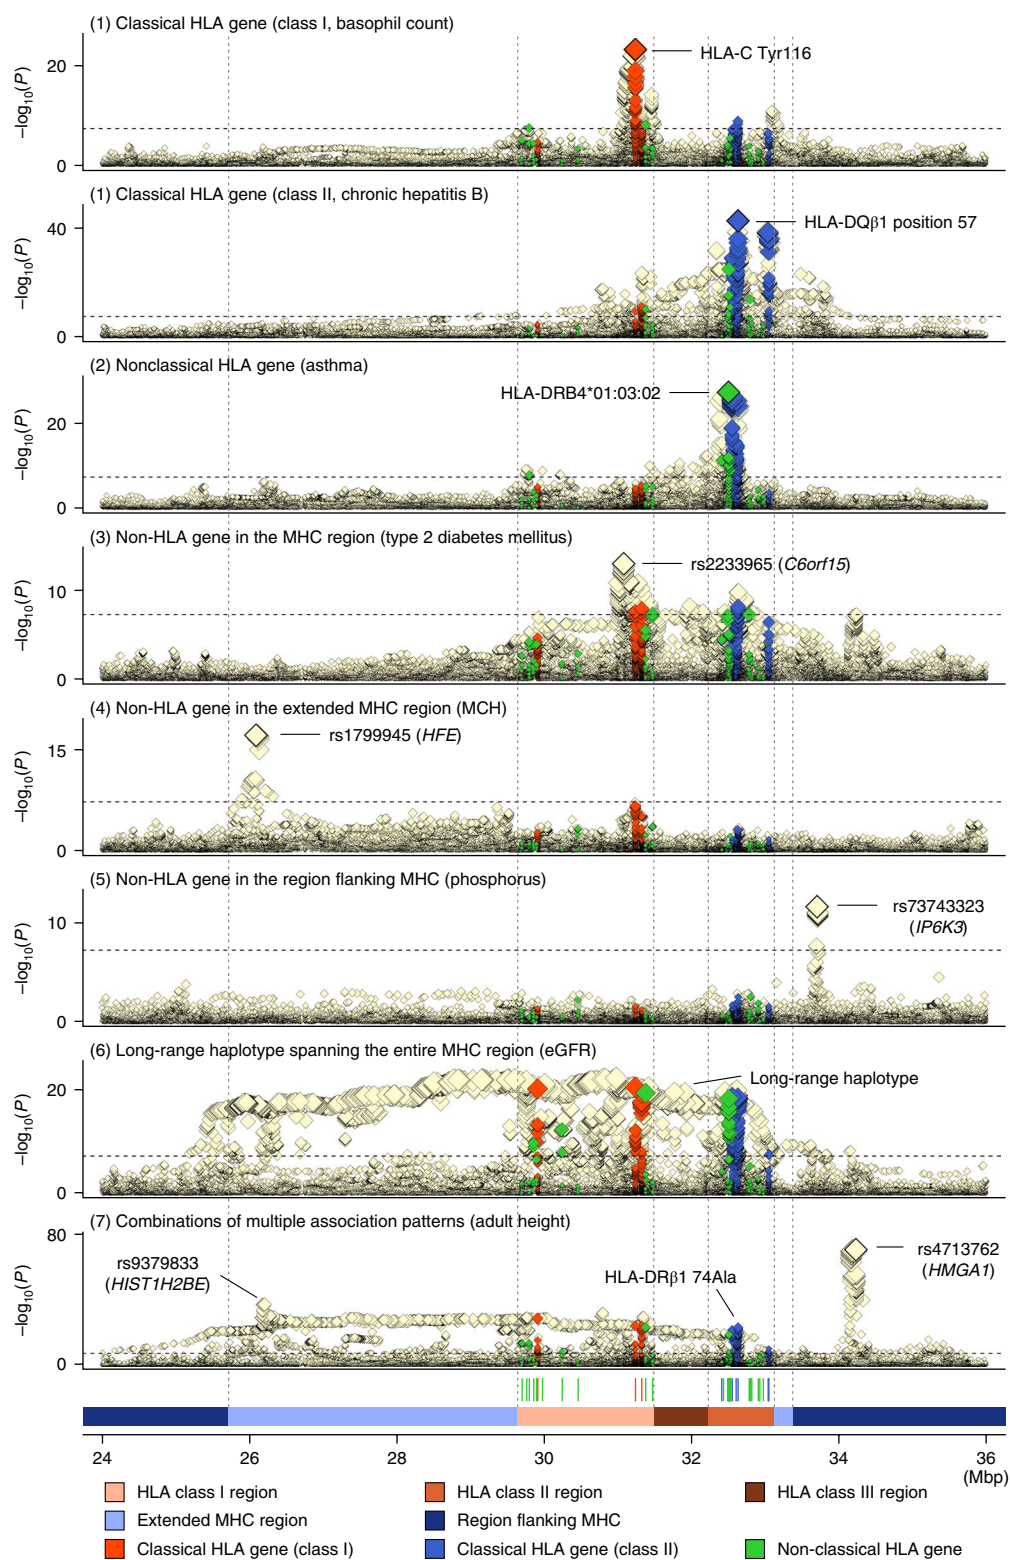 (1) Classical HLA gene (class I, basophil count)
−log10(P)
20
0
HLA-C Tyr116
(1) Classical HLA gene (class II, chronic hepatitis B)
−log10(P)
40
0
HLA-DQβ1 position 57
(2) Nonclassical HLA gene (asthma)
−log10(P)
20
0
HLA-DRB4*01:03:02
(3) Non-HLA gene in the MHC region (type 2 diabetes mellitus)
−log10(P)
10
0
rs2233965 (C6orf15)
(4) Non-HLA gene in the extended MHC region (MCH)
−log10(P)
15
0
rs1799945 (HFE)
(5) Non-HLA gene in the region flanking MHC (phosphorus)
−log10(P)
10
0
rs73743323
(IP6K3)
(6) Long-range haplotype spanning the entire MHC region (eGFR)
−log10(P)
20
0
Long-range haplotype
(7) Combinations of multiple association patterns (adult height)
−log10(P)
80
0
rs9379833
(HIST1H2BE)
HLA-DRβ1 74Ala
rs4713762
(HMGA1)
24 26 28 30 32 34 36
(Mbp)
HLA class I region HLA class II region HLA class III region
Extended MHC region Region flanking MHC
Classical HLA gene (class I) Classical HLA gene (class II) Non-classical HLA gene